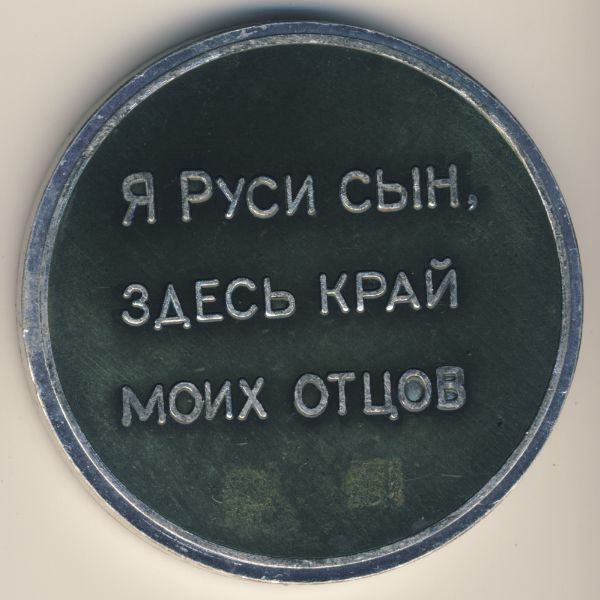 Я РУСИ СЫН,
ЗДЕСЬ КРАЙ
МОИХ ОТЦОВ